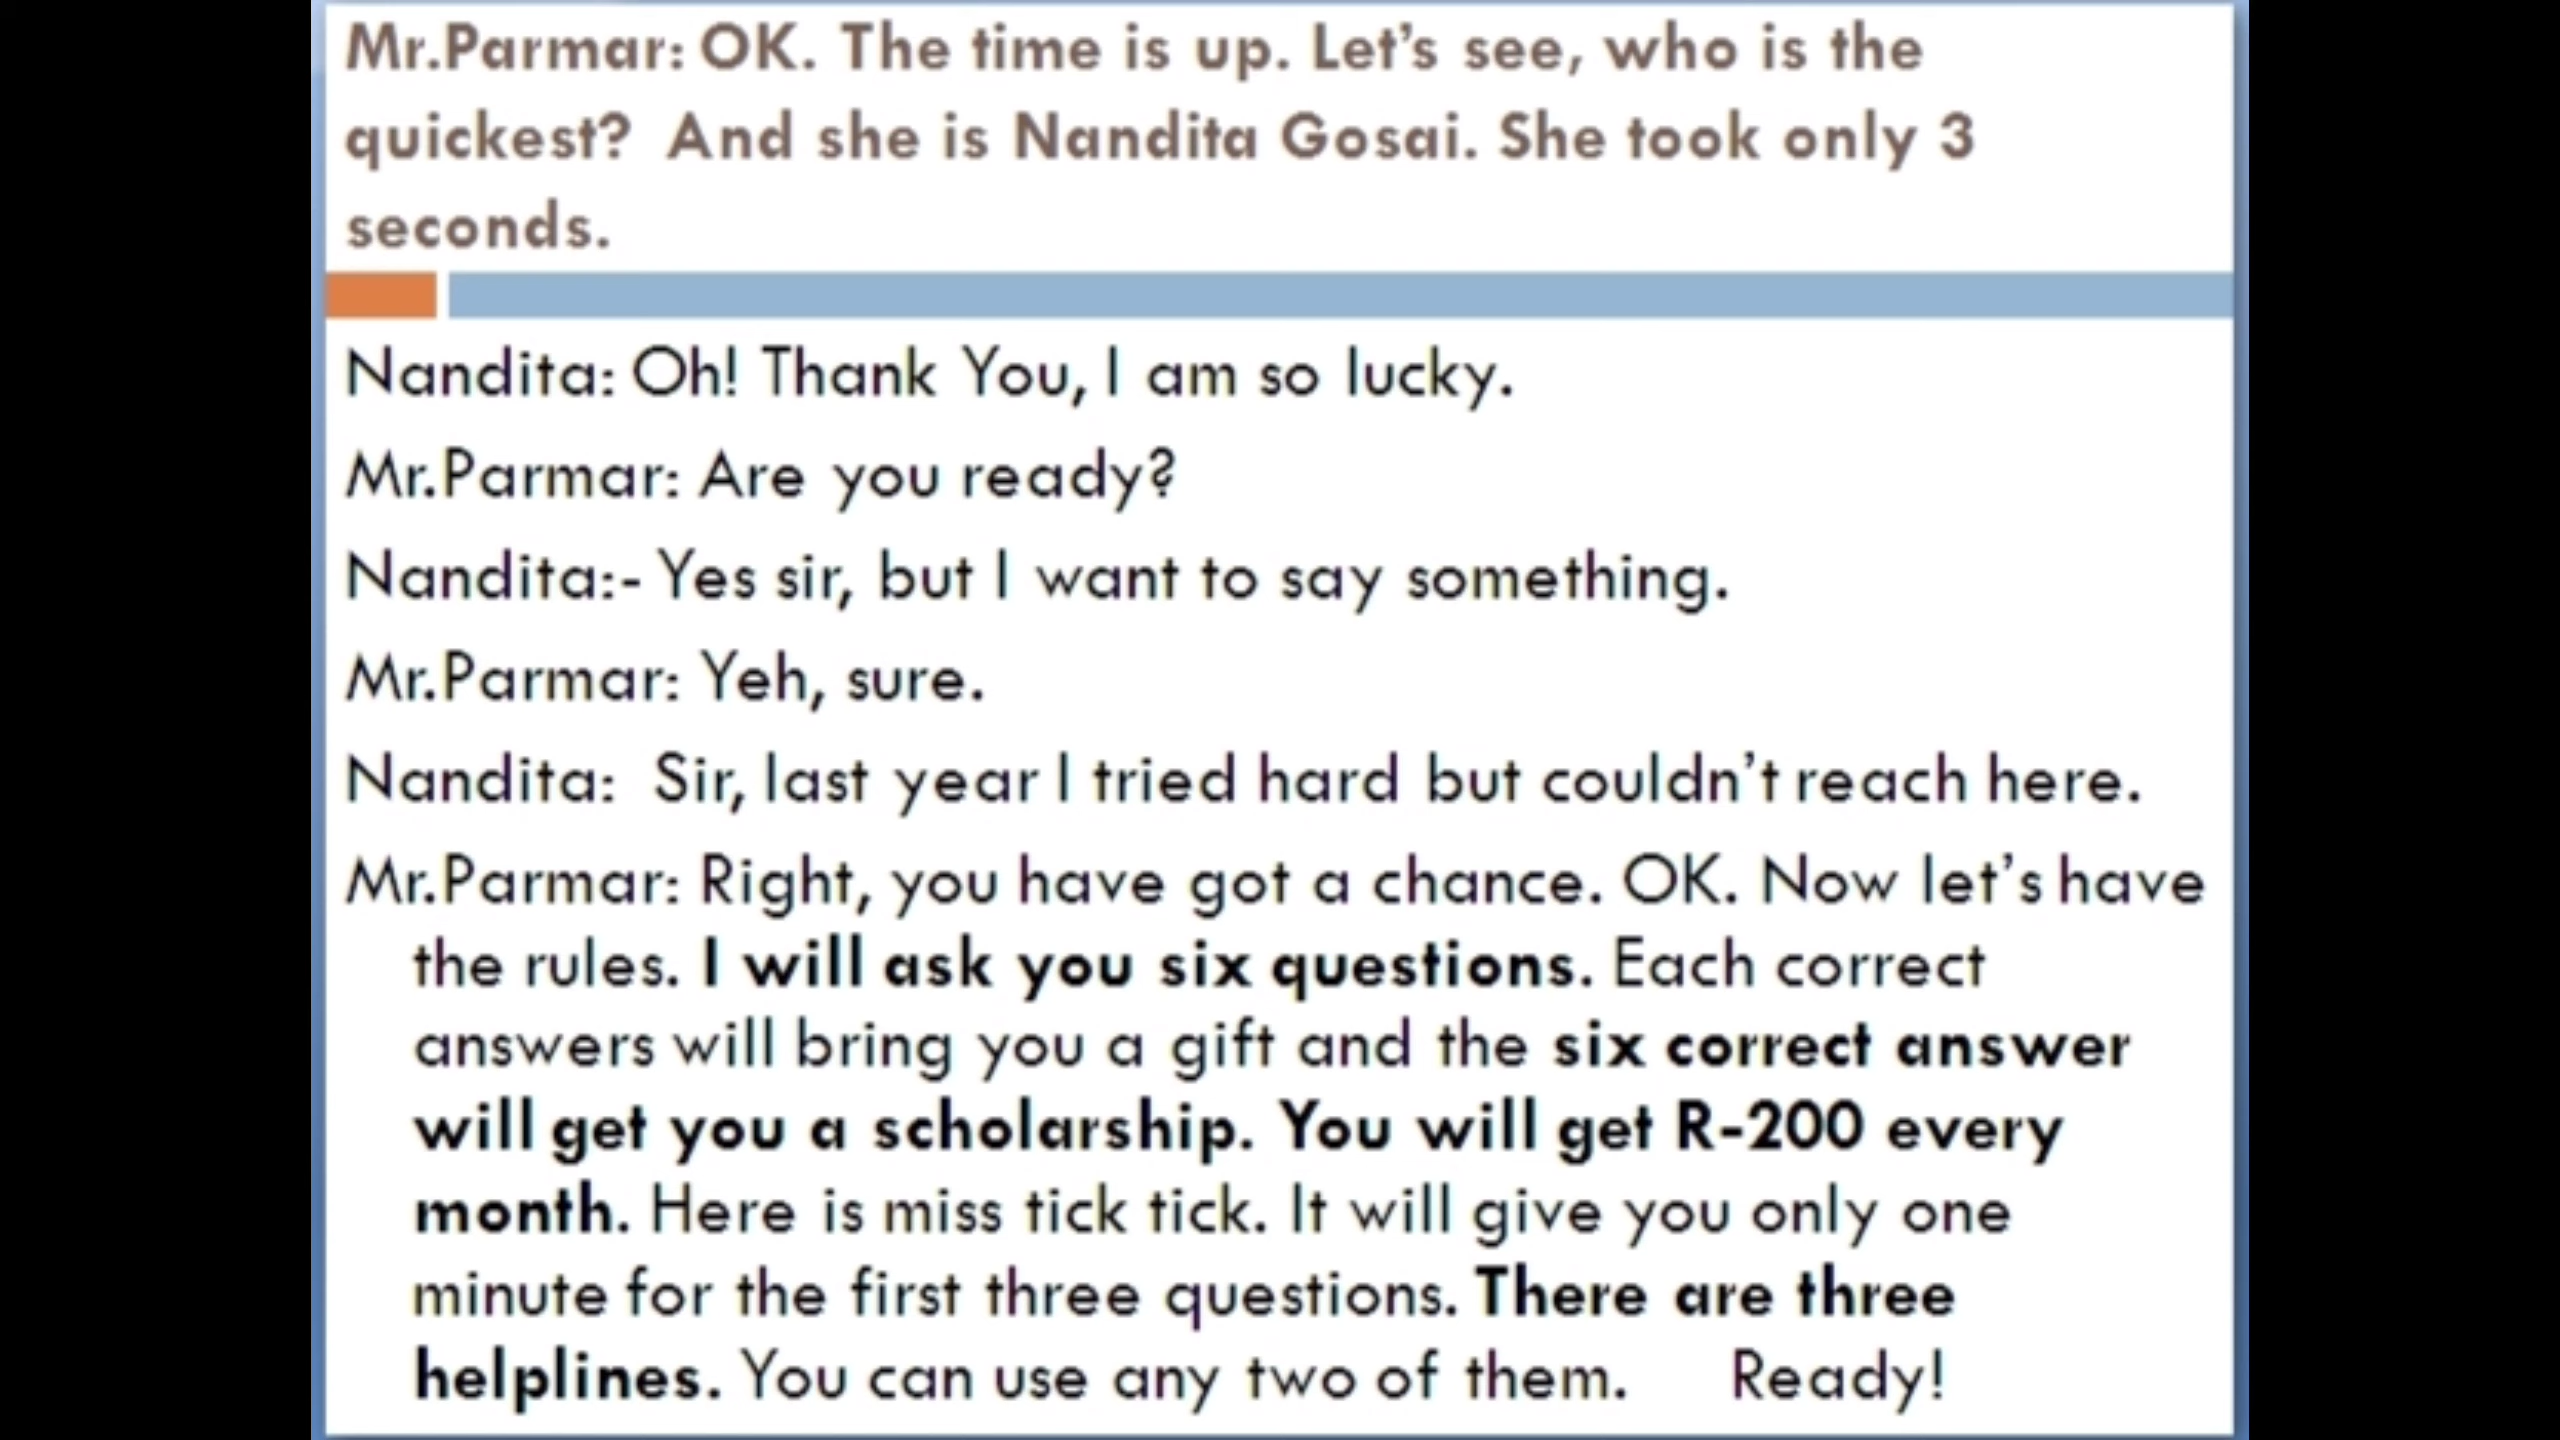 Mr.Parmar: OK. The time is up. Let's see, who is the
quickest? And she is Nandita Gosai. She took only 3
seconds.
Nandita: Oh! Thank You, I am so lucky.
Mr.Parmar: Are you ready?
Nandita:- Yes sir, but I want to say something.
Mr.Parmar: Yeh, sure.
Nandita: Sir, last year I tried hard but couldn't reach here.
Mr.Parmar: Right, you have got a chance. OK. Now let's have
the rules. I will ask you six questions. Each correct
answers will bring you a gift and the six correct answer
will get you a scholarship. You will get R-200 every
month. Here is miss tick tick. It will give you only one
minute for the first three questions. There are three
helplines. You can use any two of them. Ready!